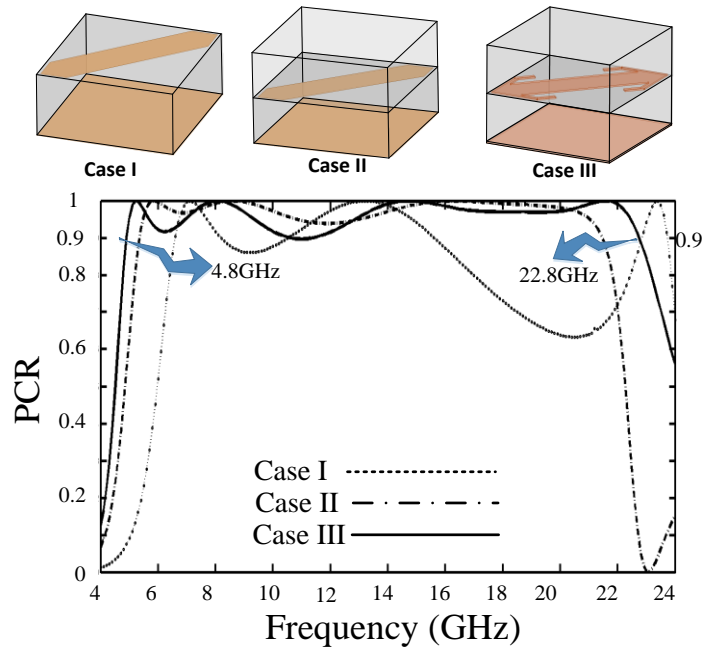 Case I
Case II
Case III
1
0.9
0.8
0.6
0.4
0.2
0
0.9
4.8GHz
22.8GHz
PCR
Case I
Case II
Case III
4 6 8 10 12 14 16 18 20 22 24
Frequency (GHz)